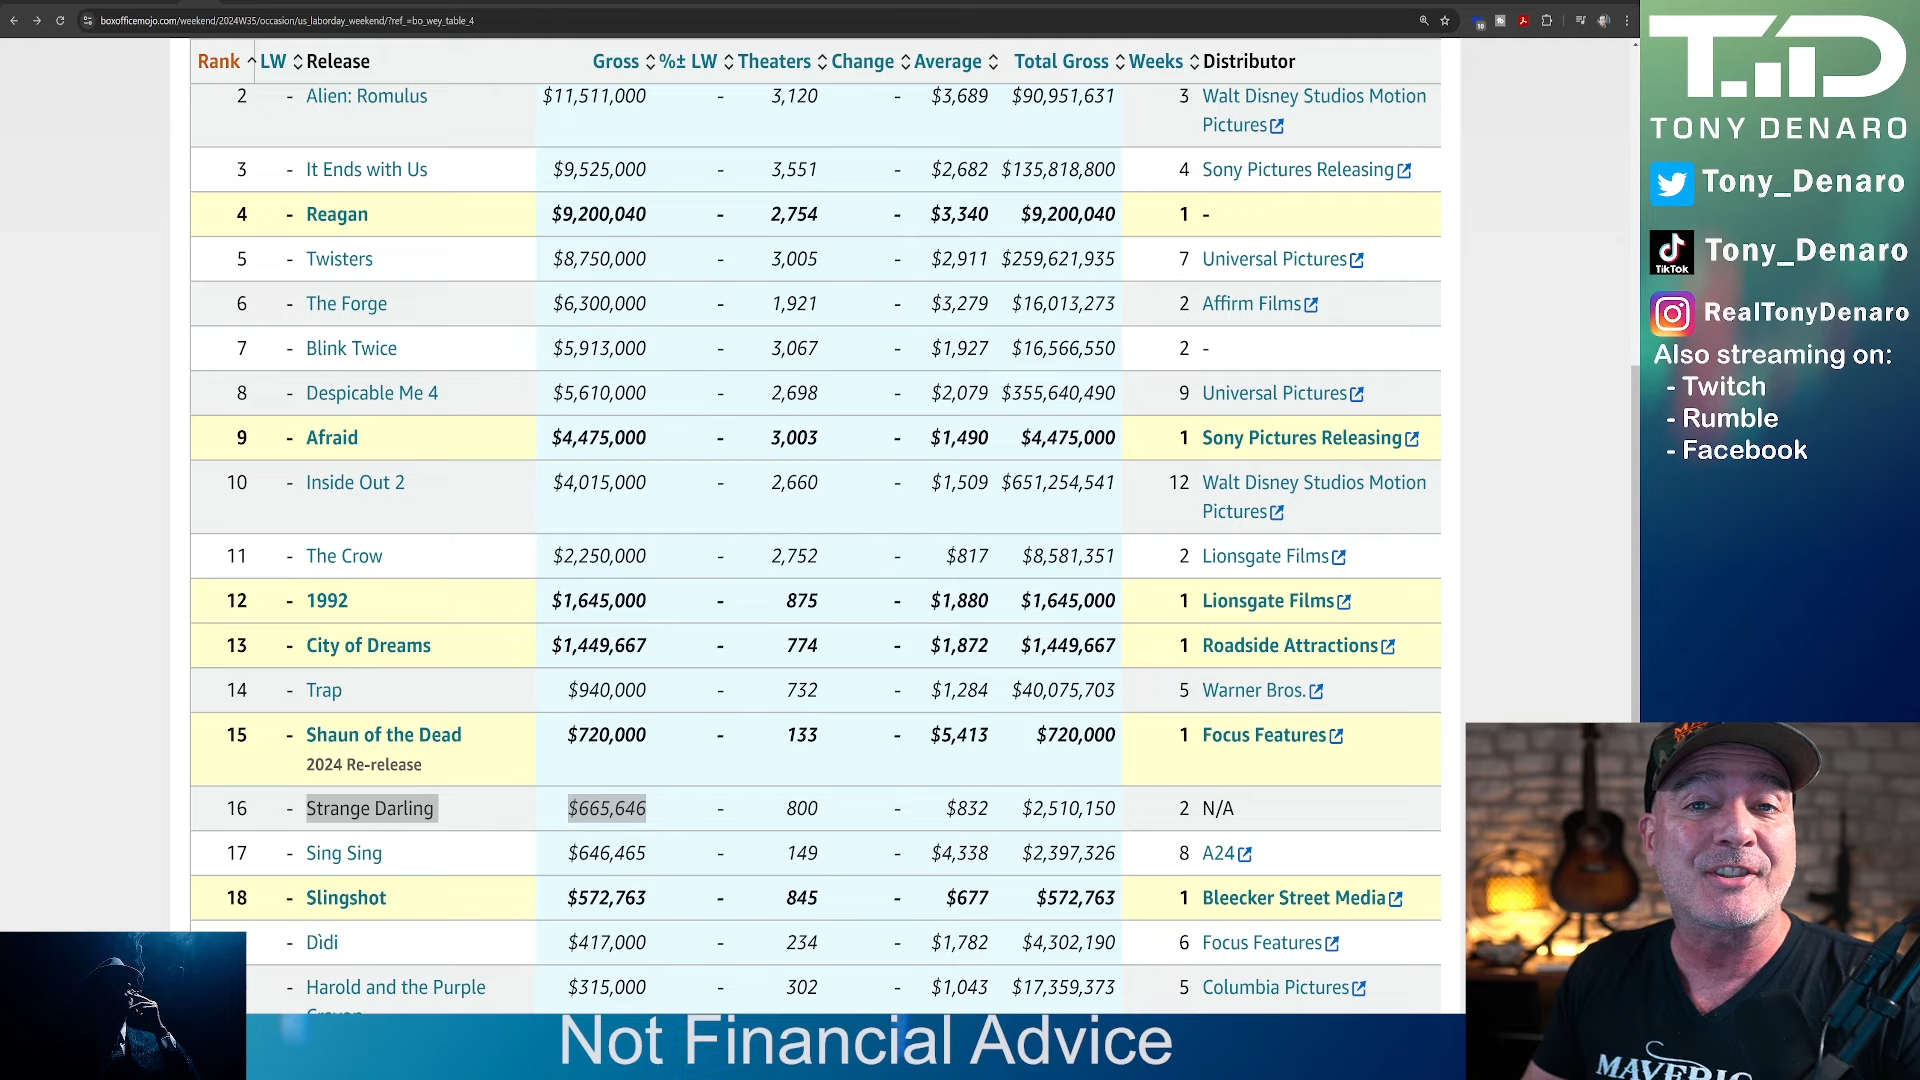 boxofficemojo.com/weekend/2024W35/occasion/us_laborday_weekend/?ref_=bo_wey_table_4
Rank LW Release Gross %± LW Theaters Change Average Total Gross Weeks Distributor
2 - Alien: Romulus $11,511,000 - 3,120 - $3,689 $90,951,631 3 Walt Disney Studios Motion
Pictures
3 - It Ends with Us $9,525,000 - 3,551 - $2,682 $135,818,800 4 Sony Pictures Releasing
4 - Reagan $9,200,040 - 2,754 - $3,340 $9,200,040 1 -
5 - Twisters $8,750,000 - 3,005 - $2,911 $259,621,935 7 Universal Pictures
6 - The Forge $6,300,000 - 1,921 - $3,279 $16,013,273 2 Affirm Films
7 - Blink Twice $5,913,000 - 3,067 - $1,927 $16,566,550 2 -
8 - Despicable Me 4 $5,610,000 - 2,698 - $2,079 $355,640,490 9 Universal Pictures
9 - Afraid $4,475,000 - 3,003 - $1,490 $4,475,000 1 Sony Pictures Releasing
10 - Inside Out 2 $4,015,000 - 2,660 - $1,509 $651,254,541 12 Walt Disney Studios Motion
Pictures
11 - The Crow $2,250,000 - 2,752 - $817 $8,581,351 2 Lionsgate Films
12 - 1992 $1,645,000 - 875 - $1,880 $1,645,000 1 Lionsgate Films
13 - City of Dreams $1,449,667 - 774 - $1,872 $1,449,667 1 Roadside Attractions
14 - Trap $940,000 - 732 - $1,284 $40,075,703 5 Warner Bros.
15 - Shaun of the Dead $720,000 - 133 - $5,413 $720,000 1 Focus Features
2024 Re-release
16 - Strange Darling $665,646 - 800 - $832 $2,510,150 2 N/A
17 - Sing Sing $646,465 - 149 - $4,338 $2,397,326 8 A24
18 - Slingshot $572,763 - 845 - $677 $572,763 1 Bleecker Street Media
- Dìdi $417,000 - 234 - $1,782 $4,302,190 6 Focus Features
- Harold and the Purple $315,000 - 302 - $1,043 $17,359,373 5 Columbia Pictures
Not Financial Advice
T.D
TONY DENARO
Tony_Denaro
TikTok
Tony_Denaro
RealTonyDenaro
Also streaming on:
- Twitch
- Rumble
- Facebook